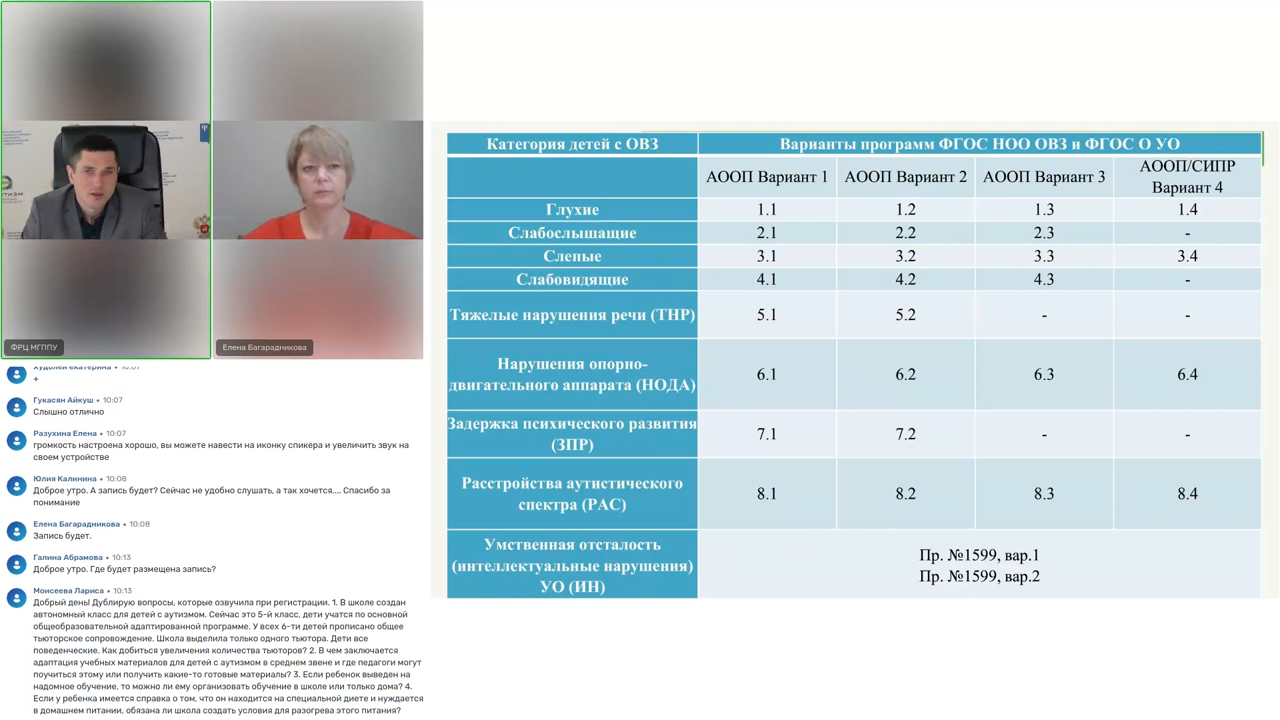 ФРЦ МГППУ
Елена Багарадникова
Худолей Екатерина • 10:07
+
Гукасян Айкуш • 10:07
Слышно отлично
Разухина Елена • 10:07
громкость настроена хорошо, вы можете навести на иконку спикера и увеличить звук на
своем устройстве
Юлия Калинина • 10:08
Доброе утро. А запись будет? Сейчас не удобно слушать, а так хочется.... Спасибо за
понимание
Елена Багарадникова • 10:08
Запись будет.
Галина Абрамова • 10:13
Доброе утро. Где будет размещена запись?
Моисеева Лариса • 10:13
Добрый день! Дублирую вопросы, которые озвучила при регистрации. 1. В школе создан
автономный класс для детей с аутизмом. Сейчас это 5-й класс, дети учатся по основной
общеобразовательной адаптированной программе. У всех 6-ти детей прописано общее
тьюторское сопровождение. Школа выделила только одного тьютора. Дети все
поведенческие. Как добиться увеличения количества тьюторов? 2. В чем заключается
адаптация учебных материалов для детей с аутизмом в среднем звене и где педагоги могут
поучиться этому или получить какие-то готовые материалы? 3. Если ребенок выведен на
надомное обучение, то можно ли ему организовать обучение в школе или только дома? 4.
Если у ребенка имеется справка о том, что он находится на специальной диете и нуждается
в домашнем питании, обязана ли школа создать условия для разогрева этого питания?
Категория детей с ОВЗ Варианты программ ФГОС НОО ОВЗ и ФГОС О УО
АООП Вариант 1 АООП Вариант 2 АООП Вариант 3 АООП/СИПР
Вариант 4
Глухие 1.1 1.2 1.3 1.4
Слабослышащие 2.1 2.2 2.3 -
Слепые 3.1 3.2 3.3 3.4
Слабовидящие 4.1 4.2 4.3 -
Тяжелые нарушения речи (ТНР) 5.1 5.2 - -
Нарушения опорно-
двигательного аппарата (НОДА) 6.1 6.2 6.3 6.4
Задержка психического развития
(ЗПР) 7.1 7.2 - -
Расстройства аутистического
спектра (РАС) 8.1 8.2 8.3 8.4
Умственная отсталость
(интеллектуальные нарушения)
УО (ИН)
Пр. №1599, вар.1
Пр. №1599, вар.2